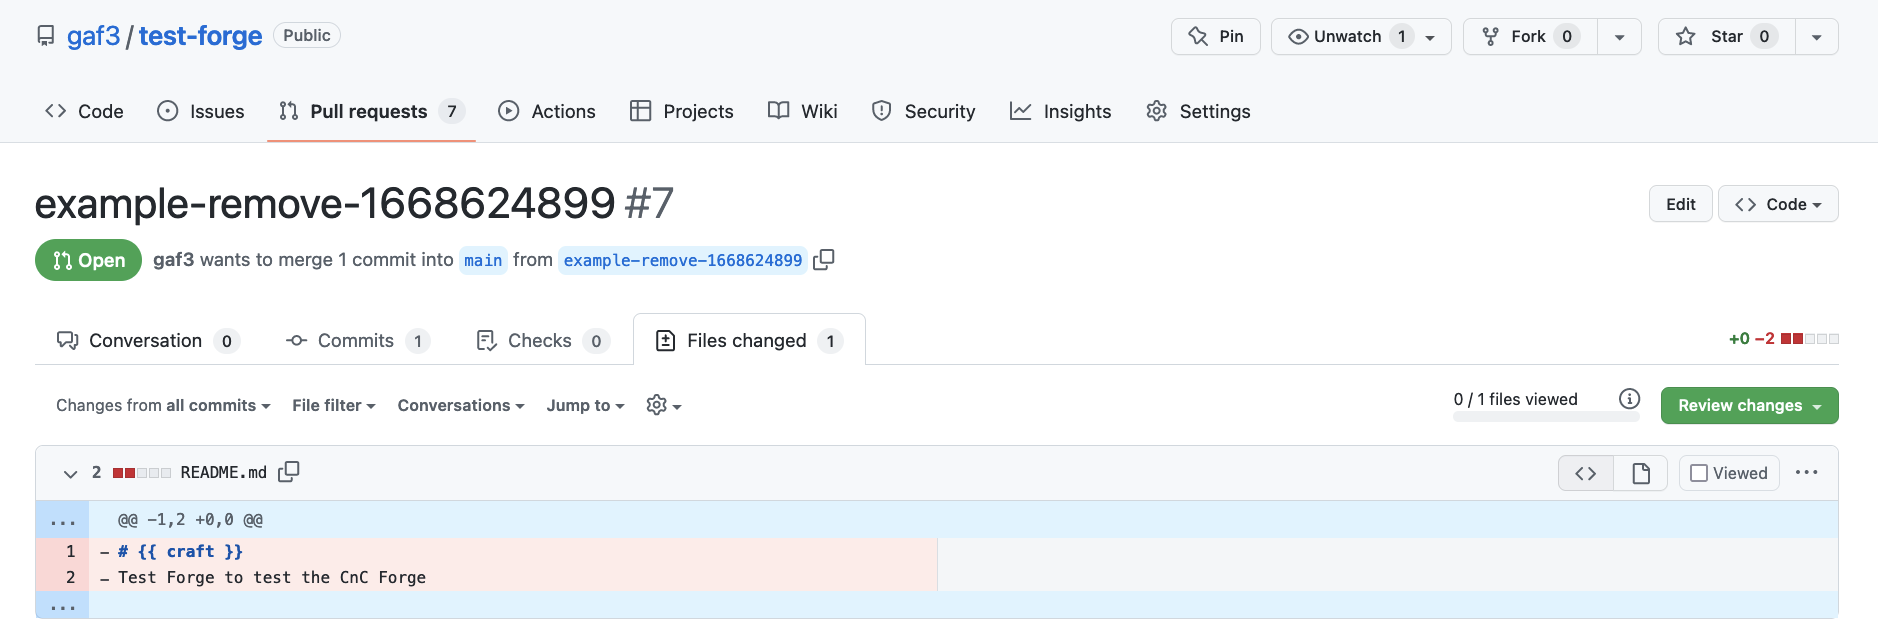 gaf3 / test-forge Public Pin Unwatch 1 Fork 0 Star 0
Code Issues Pull requests 7 Actions Projects Wiki Security Insights Settings
example-remove-1668624899 #7 Edit Code
Open gaf3 wants to merge 1 commit into main from example-remove-1668624899
Conversation 0 Commits 1 Checks 0 Files changed 1 +0 −2
Changes from all commits File filter Conversations Jump to 0 / 1 files viewed Review changes
2 README.md Viewed
... @@ -1,2 +0,0 @@
1 - # {{ craft }}
2 - Test Forge to test the CnC Forge
...